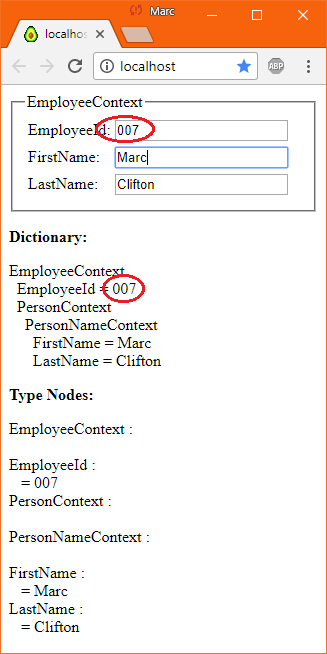 Marc
localhost
localhost
ABP
EmployeeContext
EmployeeId: 007
FirstName: Marc
LastName: Clifton
Dictionary:
EmployeeContext
EmployeeId = 007
PersonContext
PersonNameContext
FirstName = Marc
LastName = Clifton
Type Nodes:
EmployeeContext :
EmployeeId :
= 007
PersonContext :
PersonNameContext :
FirstName :
= Marc
LastName :
= Clifton